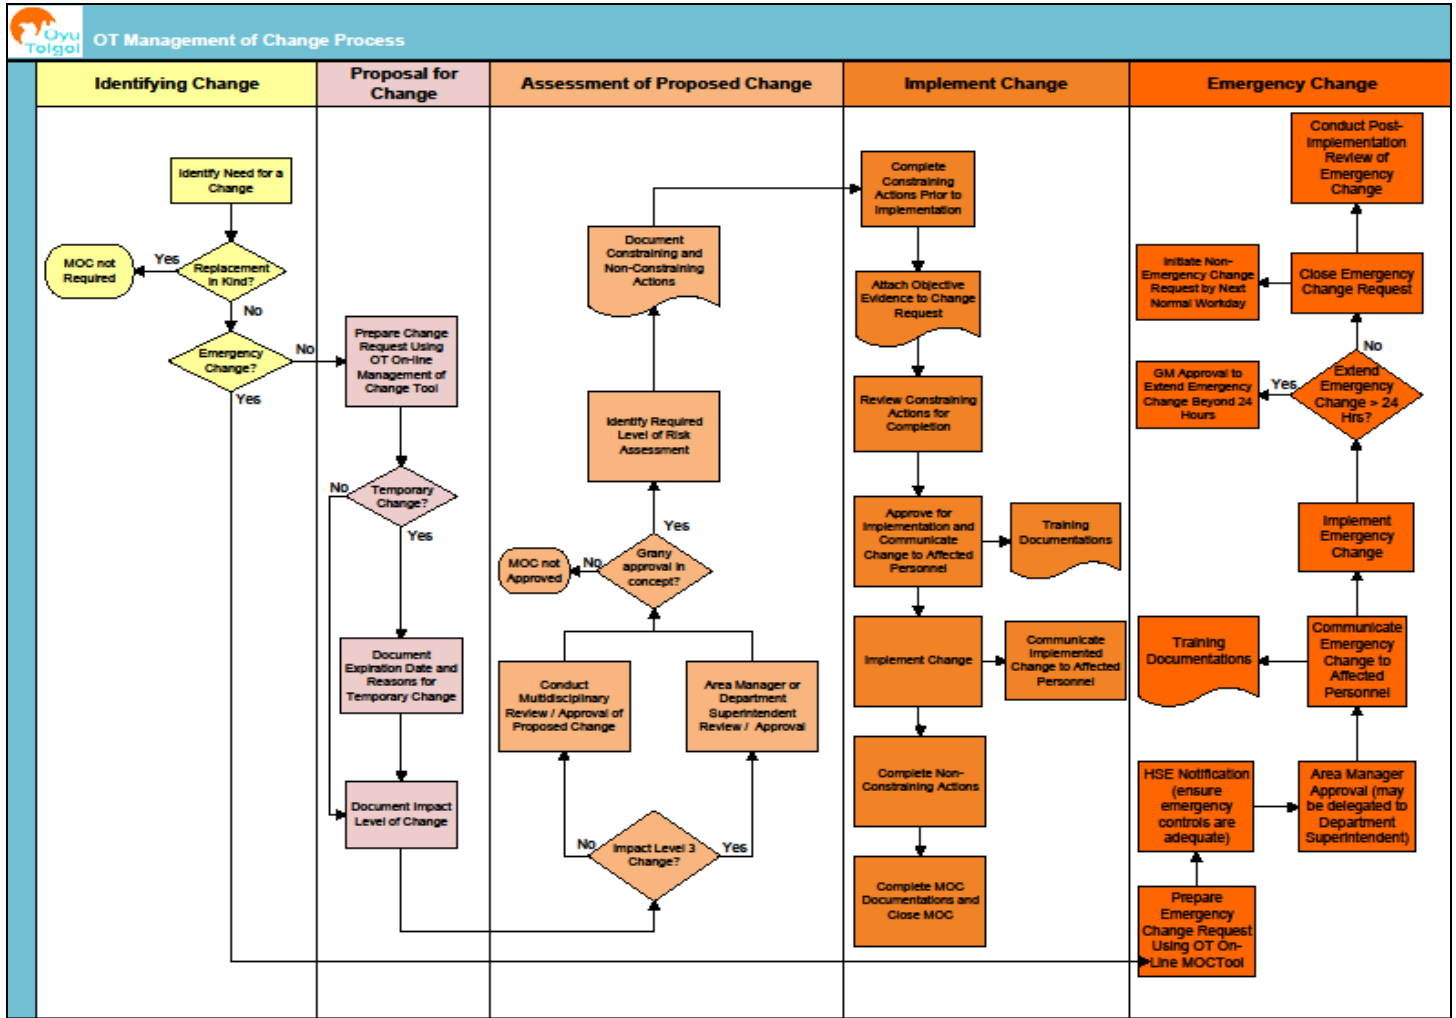 Oyu
Tolgoi
OT Management of Change Process
Identifying Change
Proposal for
Change
Assessment of Proposed Change
Implement Change
Emergency Change
Identify Need for a
Change
Replacement
in Kind?
Yes
MOC not
Required
No
Emergency
Change?
No
Yes
Prepare Change
Request Using
OT On-line
Management of
Change Tool
Temporary
Change?
No
Yes
Document
Expiration Date and
Reasons for
Temporary Change
Document Impact
Level of Change
Document
Constraining and
Non-Constraining
Actions
Identify Required
Level of Risk
Assessment
Yes
Grany
approval in
concept?
No
MOC not
Approved
Conduct
Multidisciplinary
Review / Approval of
Proposed Change
Area Manager or
Department
Superintendent
Review / Approval
No
Impact Level 3
Change?
Yes
Complete
Constraining
Actions Prior to
Implementation
Attach Objective
Evidence to Change
Request
Review Constraining
Actions for
Completion
Approve for
Implementation and
Communicate
Change to Affected
Personnel
Training
Documentations
Implement Change
Communicate
Implemented
Change to Affected
Personnel
Complete Non-
Constraining Actions
Complete MOC
Documentations and
Close MOC
Conduct Post-
Implementation
Review of
Emergency
Change
Initiate Non-
Emergency Change
Request by Next
Normal Workday
Close Emergency
Change Request
No
GM Approval to
Extend Emergency
Change Beyond 24
Hours
Yes
Extend
Emergency
Change > 24
Hrs?
Implement
Emergency
Change
Training
Documentations
Communicate
Emergency
Change to
Affected
Personnel
HSE Notification
(ensure
emergency
controls are
adequate)
Area Manager
Approval (may
be delegated to
Department
Superintendent)
Prepare
Emergency
Change Request
Using OT On-
Line MOCTool